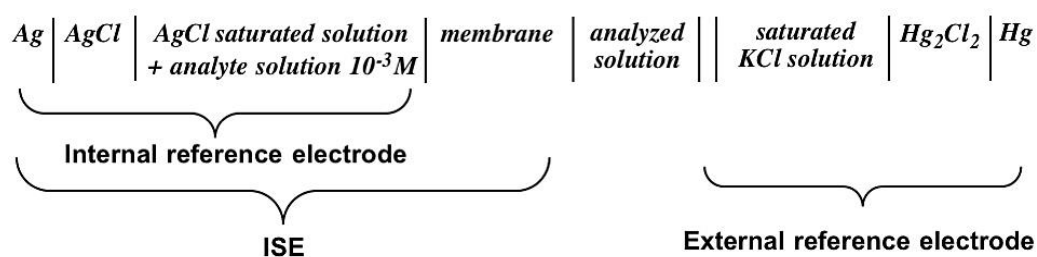 Ag | AgCl | AgCl saturated solution + analyte solution 10⁻³ M | membrane | analyzed solution || saturated KCl solution | Hg₂Cl₂ | Hg
Internal reference electrode
ISE
External reference electrode